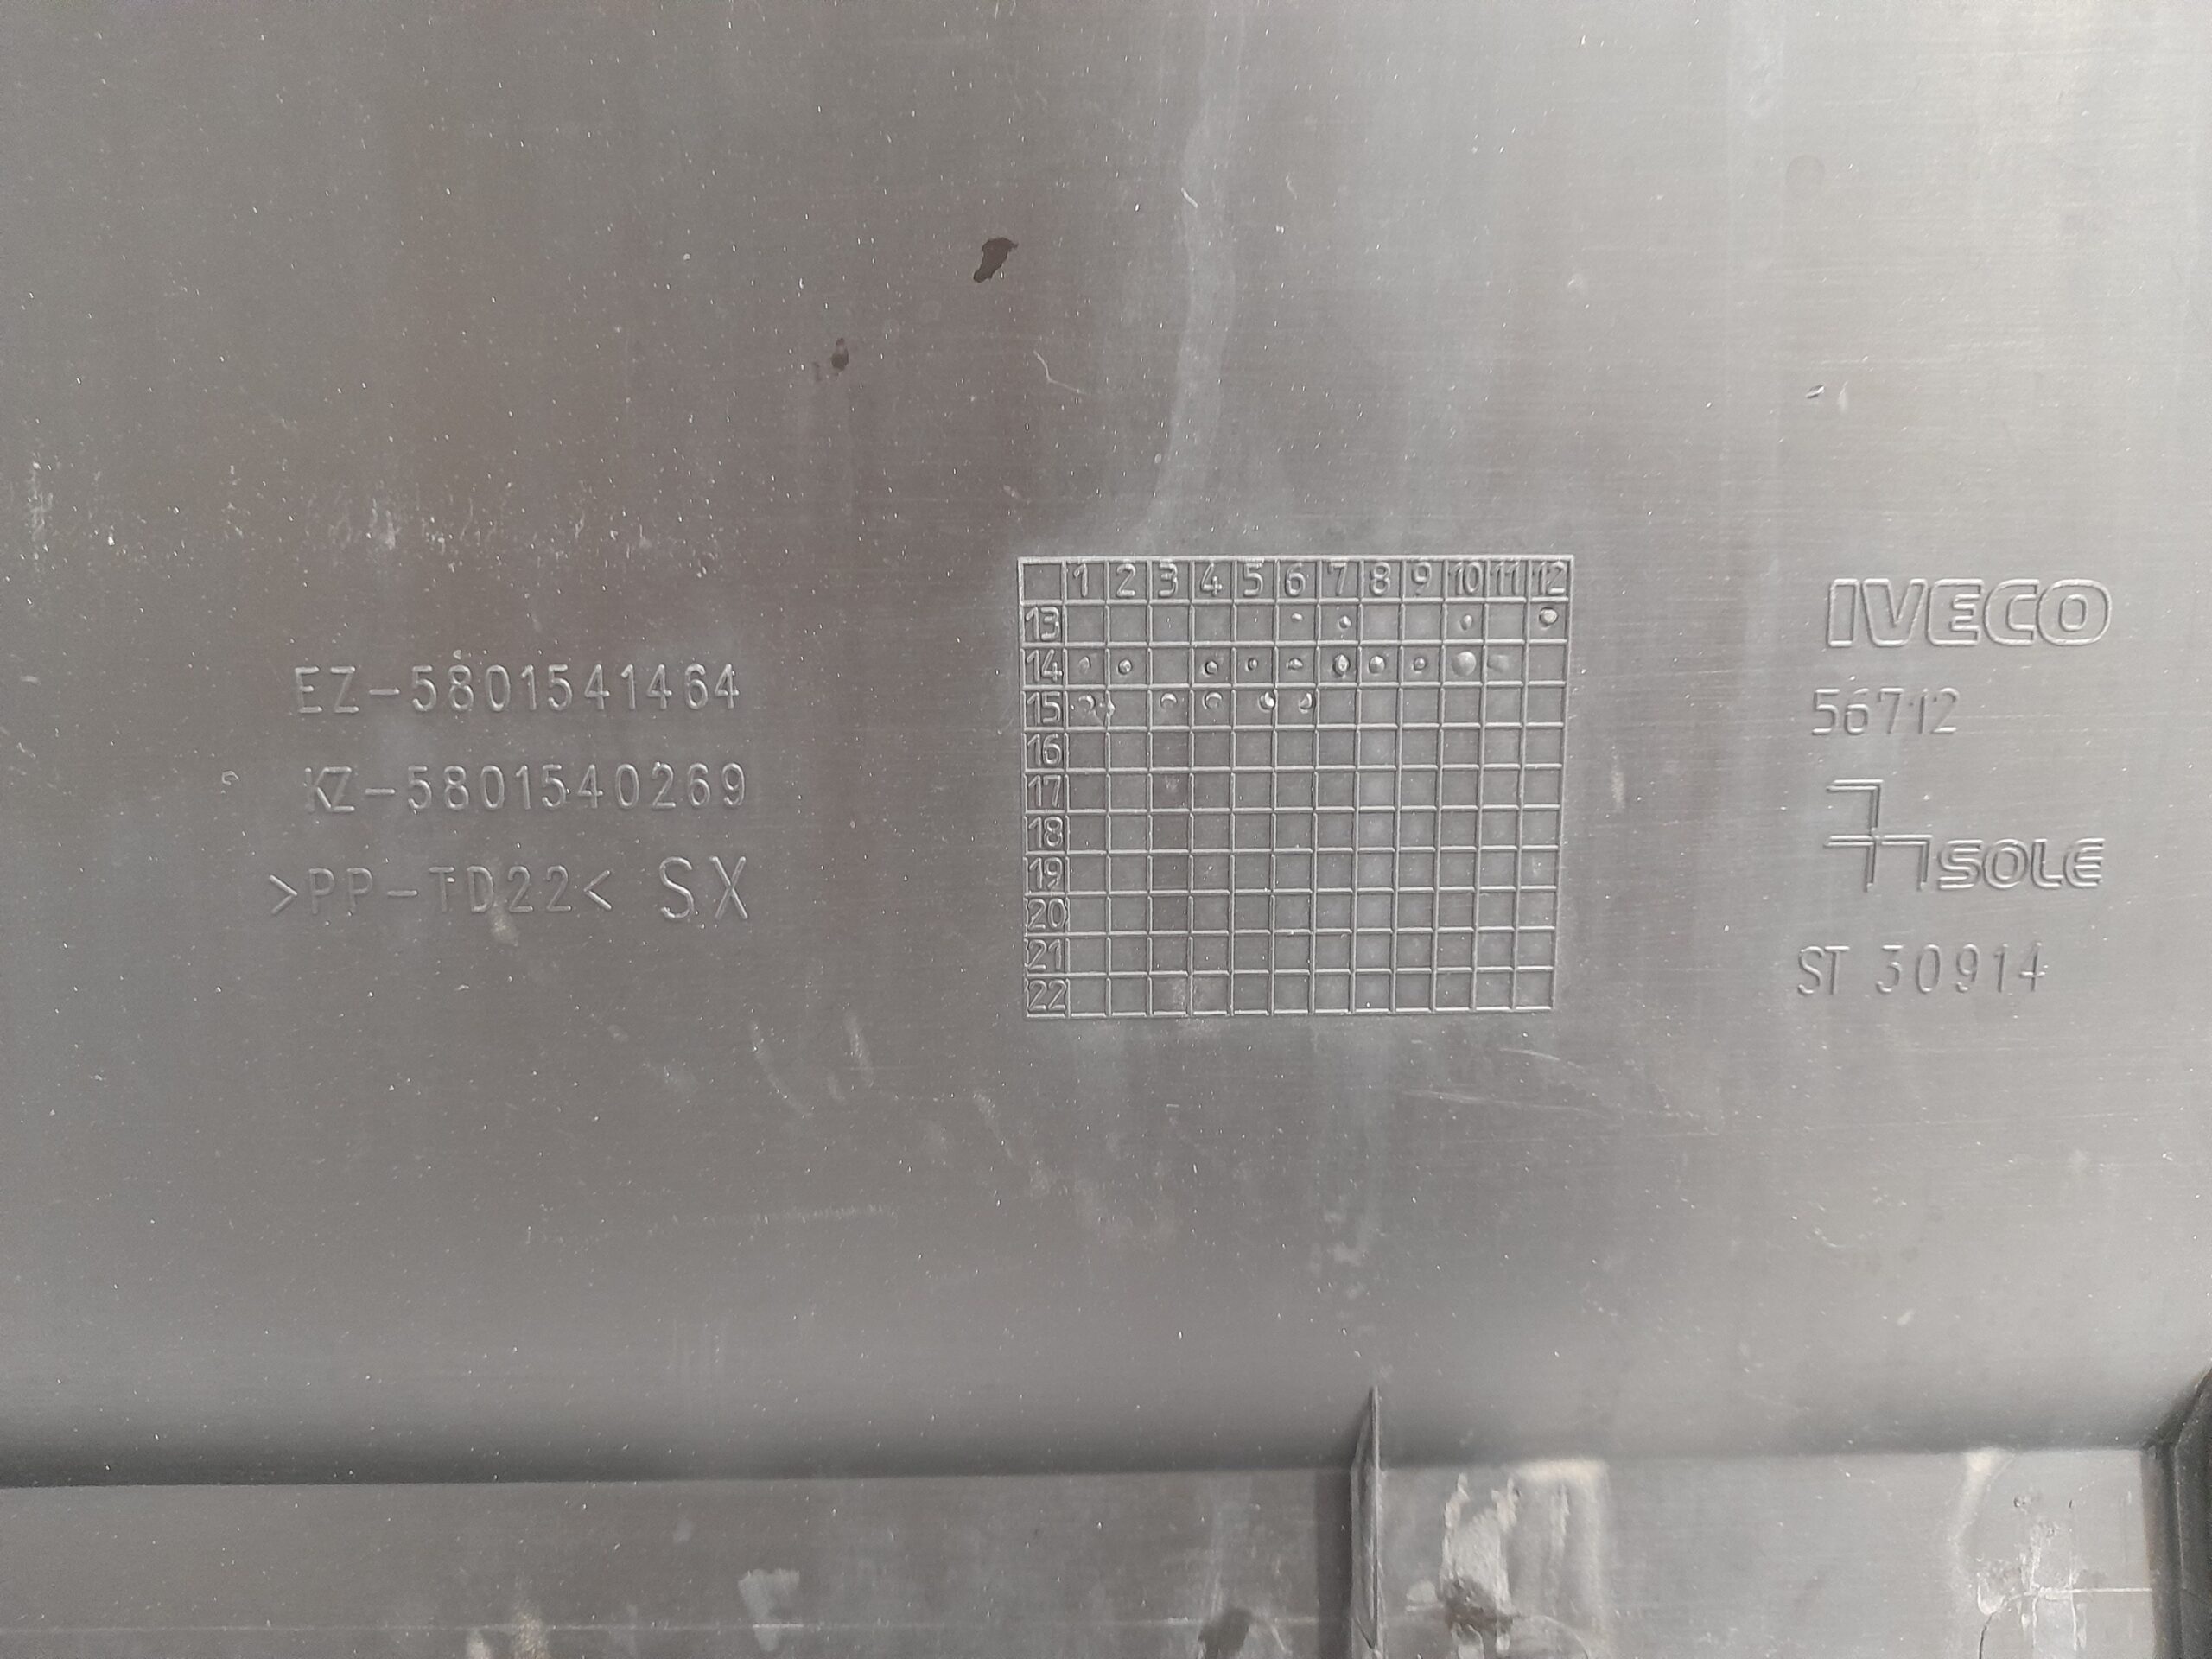 EZ-5801541464
KZ-5801540269
>PP-TD22< SX
1 2 3 4 5 6 7 8 9 10 11 12
13
14
15
16
17
18
19
20
21
22
IVECO
56712
SOLE
ST 30914